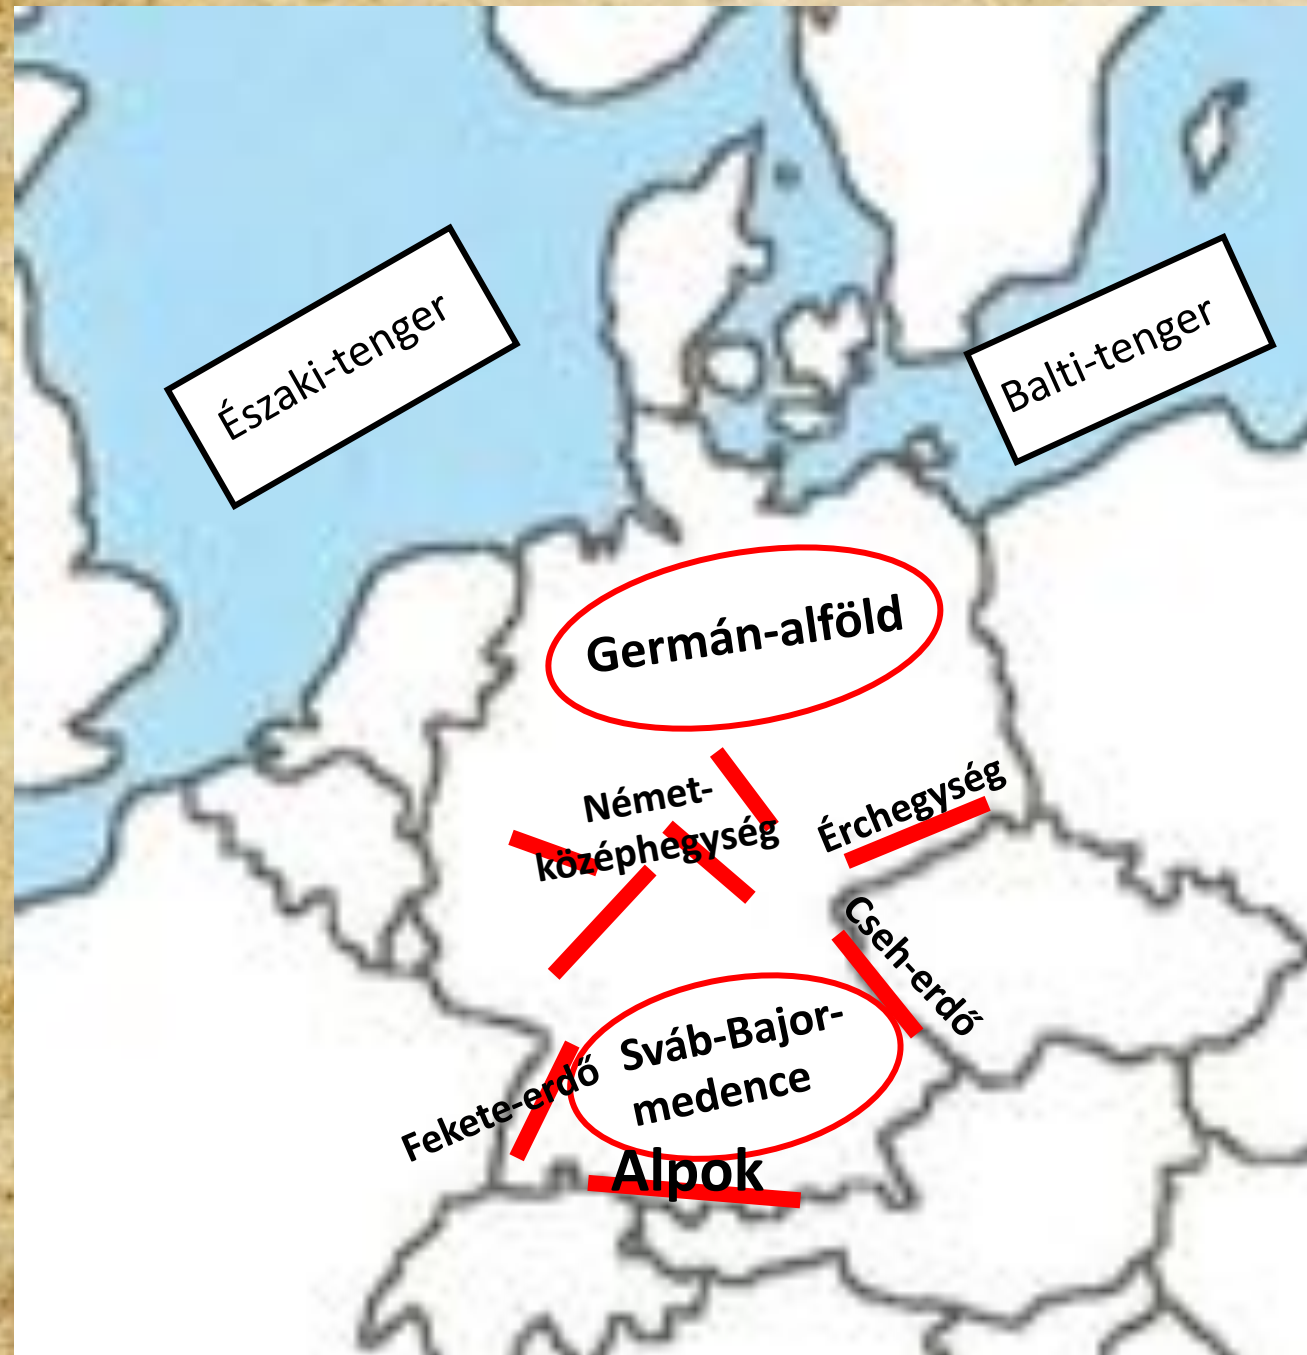 Északi-tenger
Balti-tenger
Germán-alföld
Német-
középhegység
Érchegység
Cseh-erdő
Sváb-Bajor-
medence
Fekete-erdő
Alpok